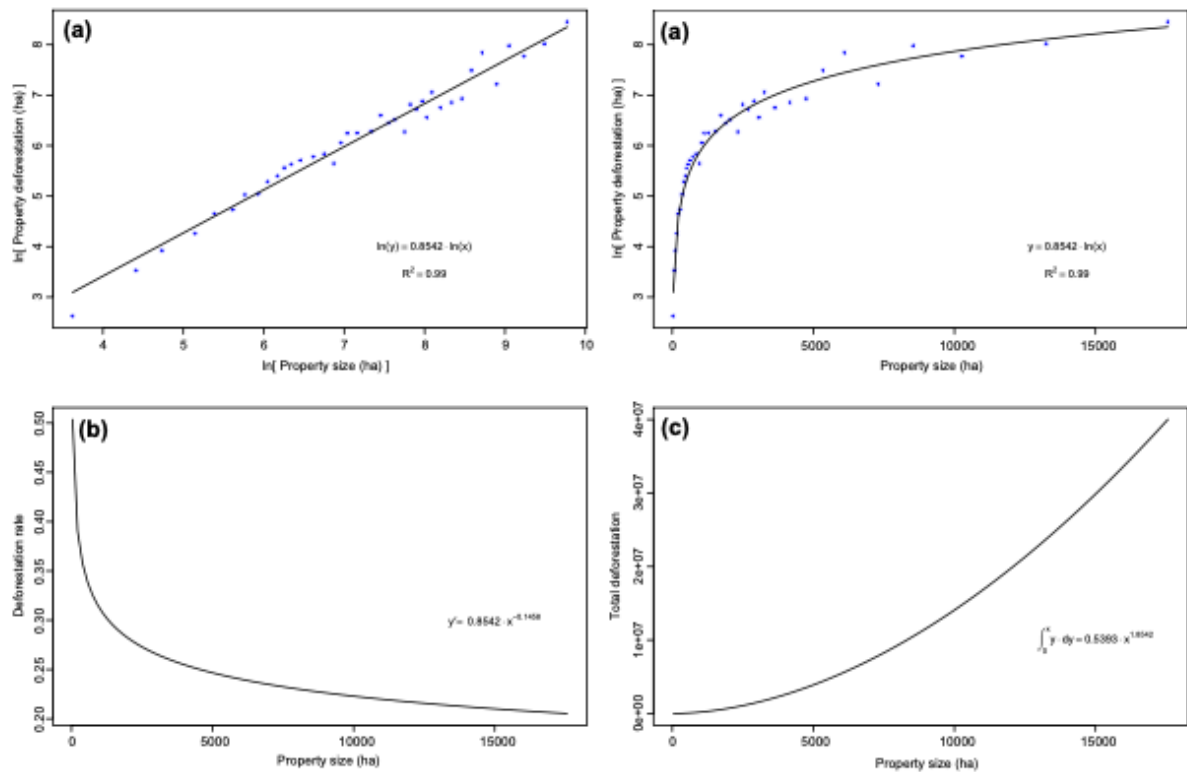 (a)
ln[ Property deforestation (ha) ]
8
7
6
5
4
3
ln(y) = 0.8542 · ln(x)
R² = 0.99
4 5 6 7 8 9 10
ln[ Property size (ha) ]
(a)
ln[ Property deforestation (ha) ]
8
7
6
5
4
3
y = 0.8542 · ln(x)
R² = 0.99
0 5000 10000 15000
Property size (ha)
(b)
Deforestation rate
0.50
0.45
0.40
0.35
0.30
0.25
0.20
y' = 0.8542 · x^-0.1458
0 5000 10000 15000
Property size (ha)
(c)
Total deforestation
4e+07
3e+07
2e+07
1e+07
0e+00
∫₀ˣ y · dy = 0.5393 · x^1.8542
0 5000 10000 15000
Property size (ha)